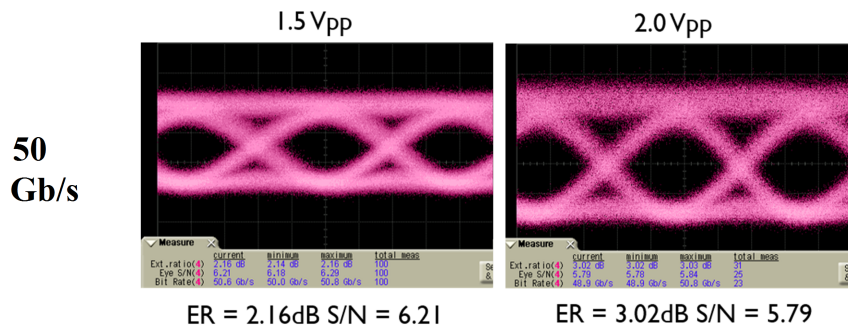 1.5 Vpp
2.0 Vpp
50
Gb/s
Measure
current minimum maximum total meas
Ext.ratio(4) 2.16 dB 2.14 dB 2.16 dB 100
Eye S/N(4) 6.21 6.18 6.29 100
Bit Rate(4) 50.6 Gb/s 50.0 Gb/s 50.8 Gb/s 100
Measure
current minimum maximum total meas
Ext.ratio(4) 3.02 dB 3.02 dB 3.03 dB 31
Eye S/N(4) 5.79 5.78 5.84 25
Bit Rate(4) 48.9 Gb/s 48.9 Gb/s 50.8 Gb/s 23
ER = 2.16dB S/N = 6.21
ER = 3.02dB S/N = 5.79